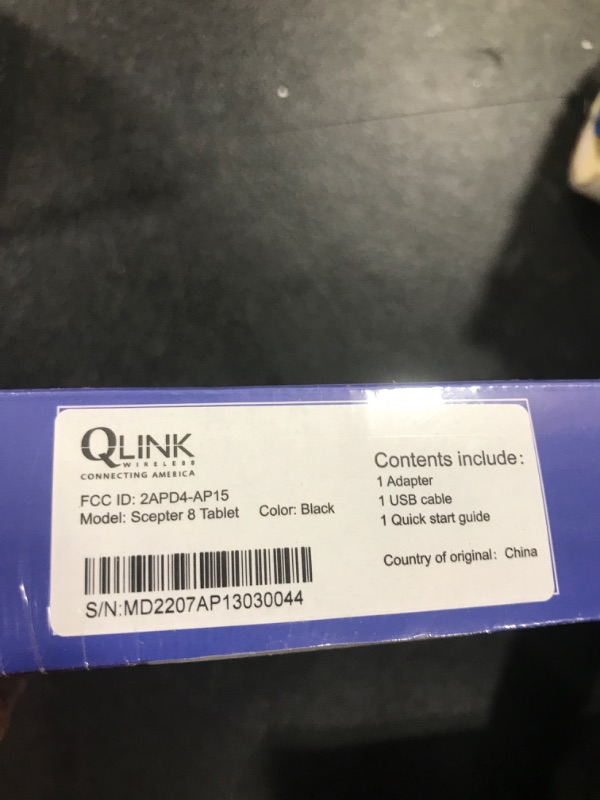 QLINK
WIRELESS
CONNECTING AMERICA
FCC ID: 2APD4-AP15
Model: Scepter 8 Tablet Color: Black
S/N:MD2207AP13030044
Contents include:
1 Adapter
1 USB cable
1 Quick start guide
Country of original: China